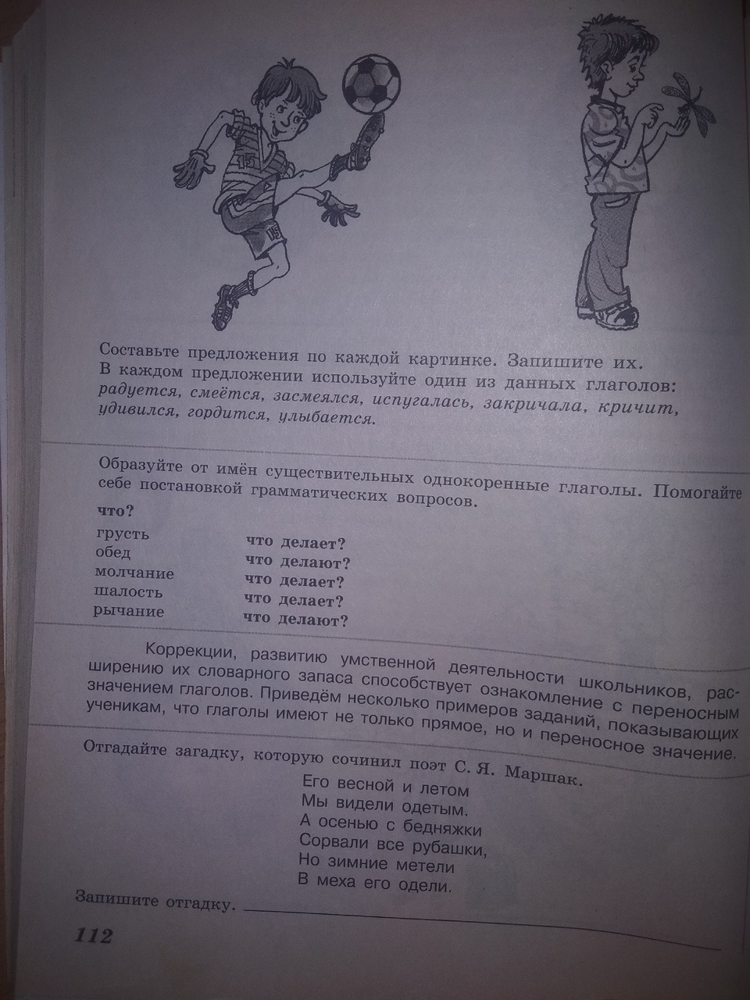 15
15
Составьте предложения по каждой картинке. Запишите их.
В каждом предложении используйте один из данных глаголов:
радуется, смеётся, засмеялся, испугалась, закричала, кричит,
удивился, гордится, улыбается.
Образуйте от имён существительных однокоренные глаголы. Помогайте
себе постановкой грамматических вопросов.
что?
грусть что делает?
обед что делают?
молчание что делает?
шалость что делает?
рычание что делают?
Коррекции, развитию умственной деятельности школьников, рас-
ширению их словарного запаса способствует ознакомление с переносным
значением глаголов. Приведём несколько примеров заданий, показывающих
ученикам, что глаголы имеют не только прямое, но и переносное значение.
Отгадайте загадку, которую сочинил поэт С. Я. Маршак.
Его весной и летом
Мы видели одетым.
А осенью с бедняжки
Сорвали все рубашки,
Но зимние метели
В меха его одели.
Запишите отгадку.
112